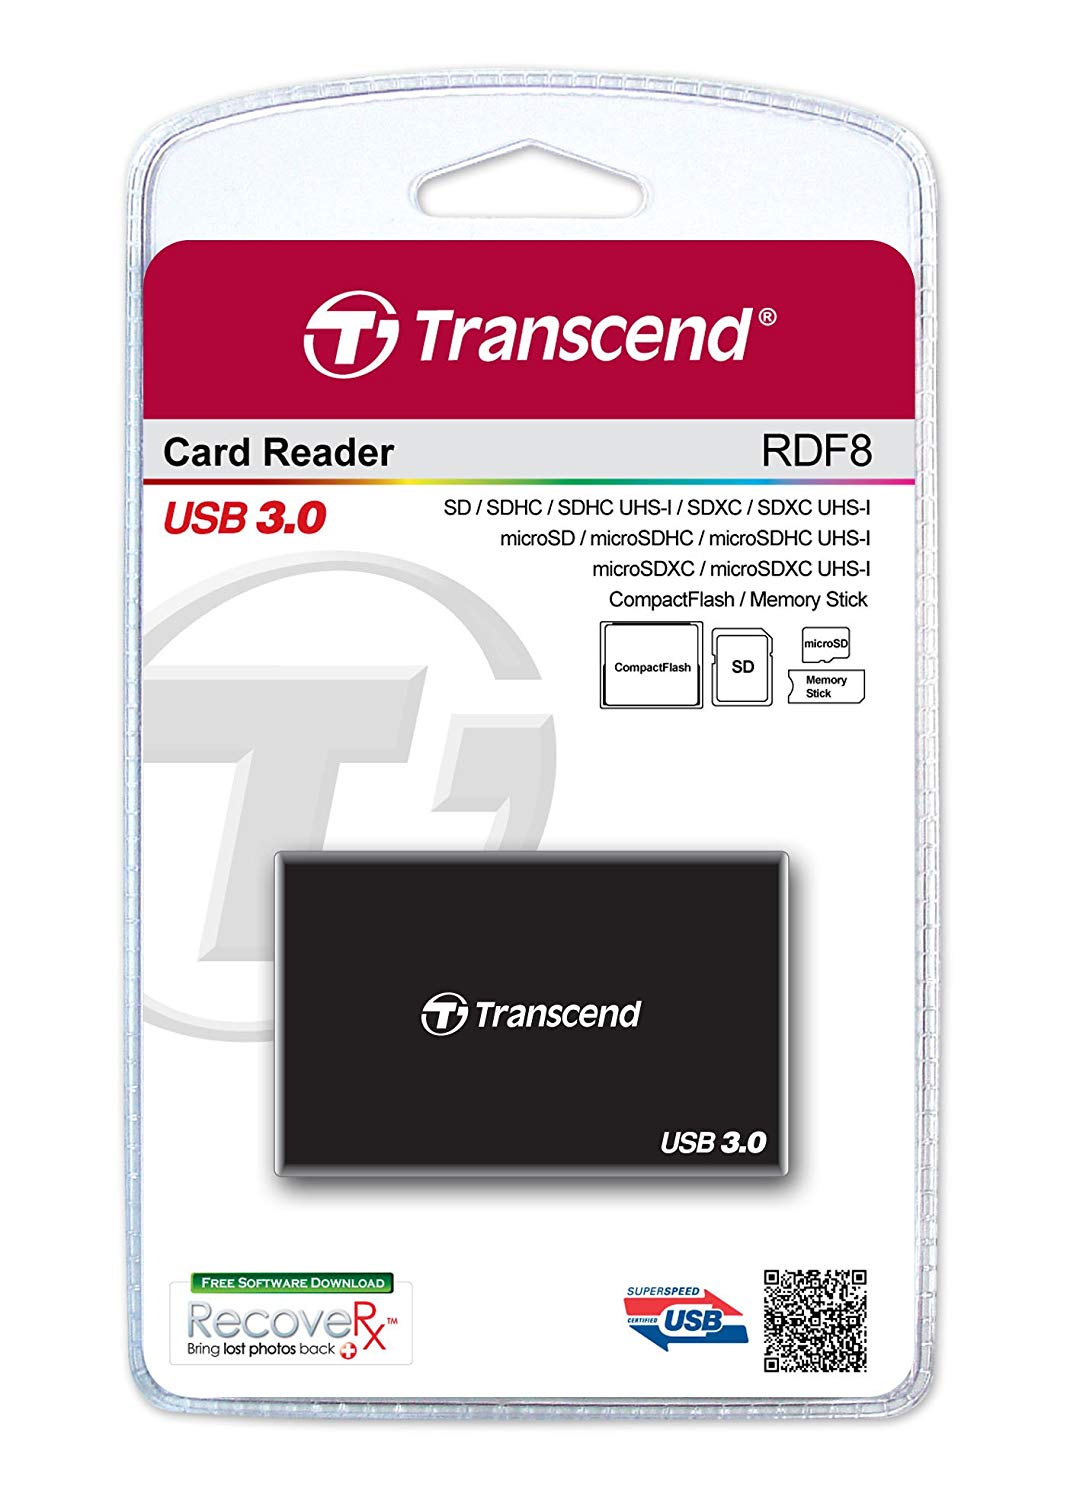 Transcend®
Card Reader
RDF8
USB 3.0
SD / SDHC / SDHC UHS-I / SDXC / SDXC UHS-I
microSD / microSDHC / microSDHC UHS-I
microSDXC / microSDXC UHS-I
CompactFlash / Memory Stick
CompactFlash
SD
microSD
Memory
Stick
Transcend
USB 3.0
FREE SOFTWARE DOWNLOAD
RecoveRx™
Bring lost photos back
SUPERSPEED
CERTIFIED
USB